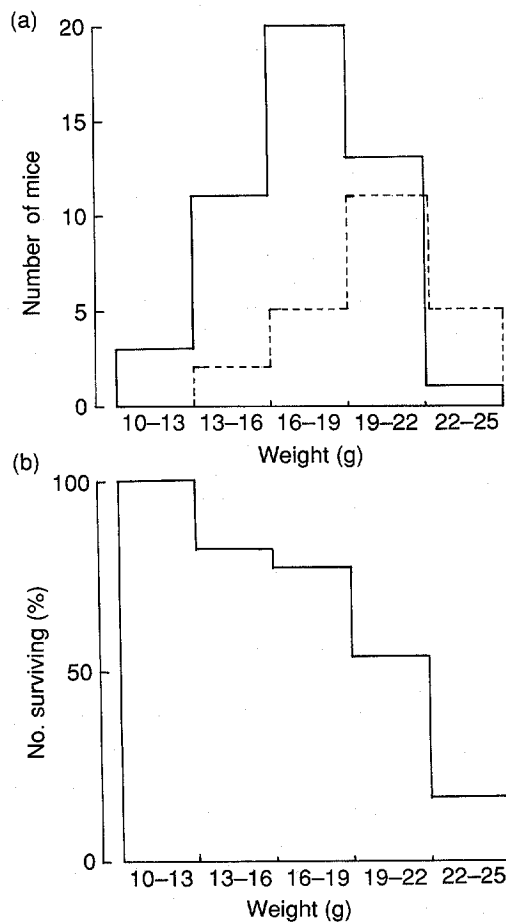 (a)
20
15
10
5
0
Number of mice
10–13 13–16 16–19 19–22 22–25
Weight (g)
(b)
100
50
0
No. surviving (%)
10–13 13–16 16–19 19–22 22–25
Weight (g)